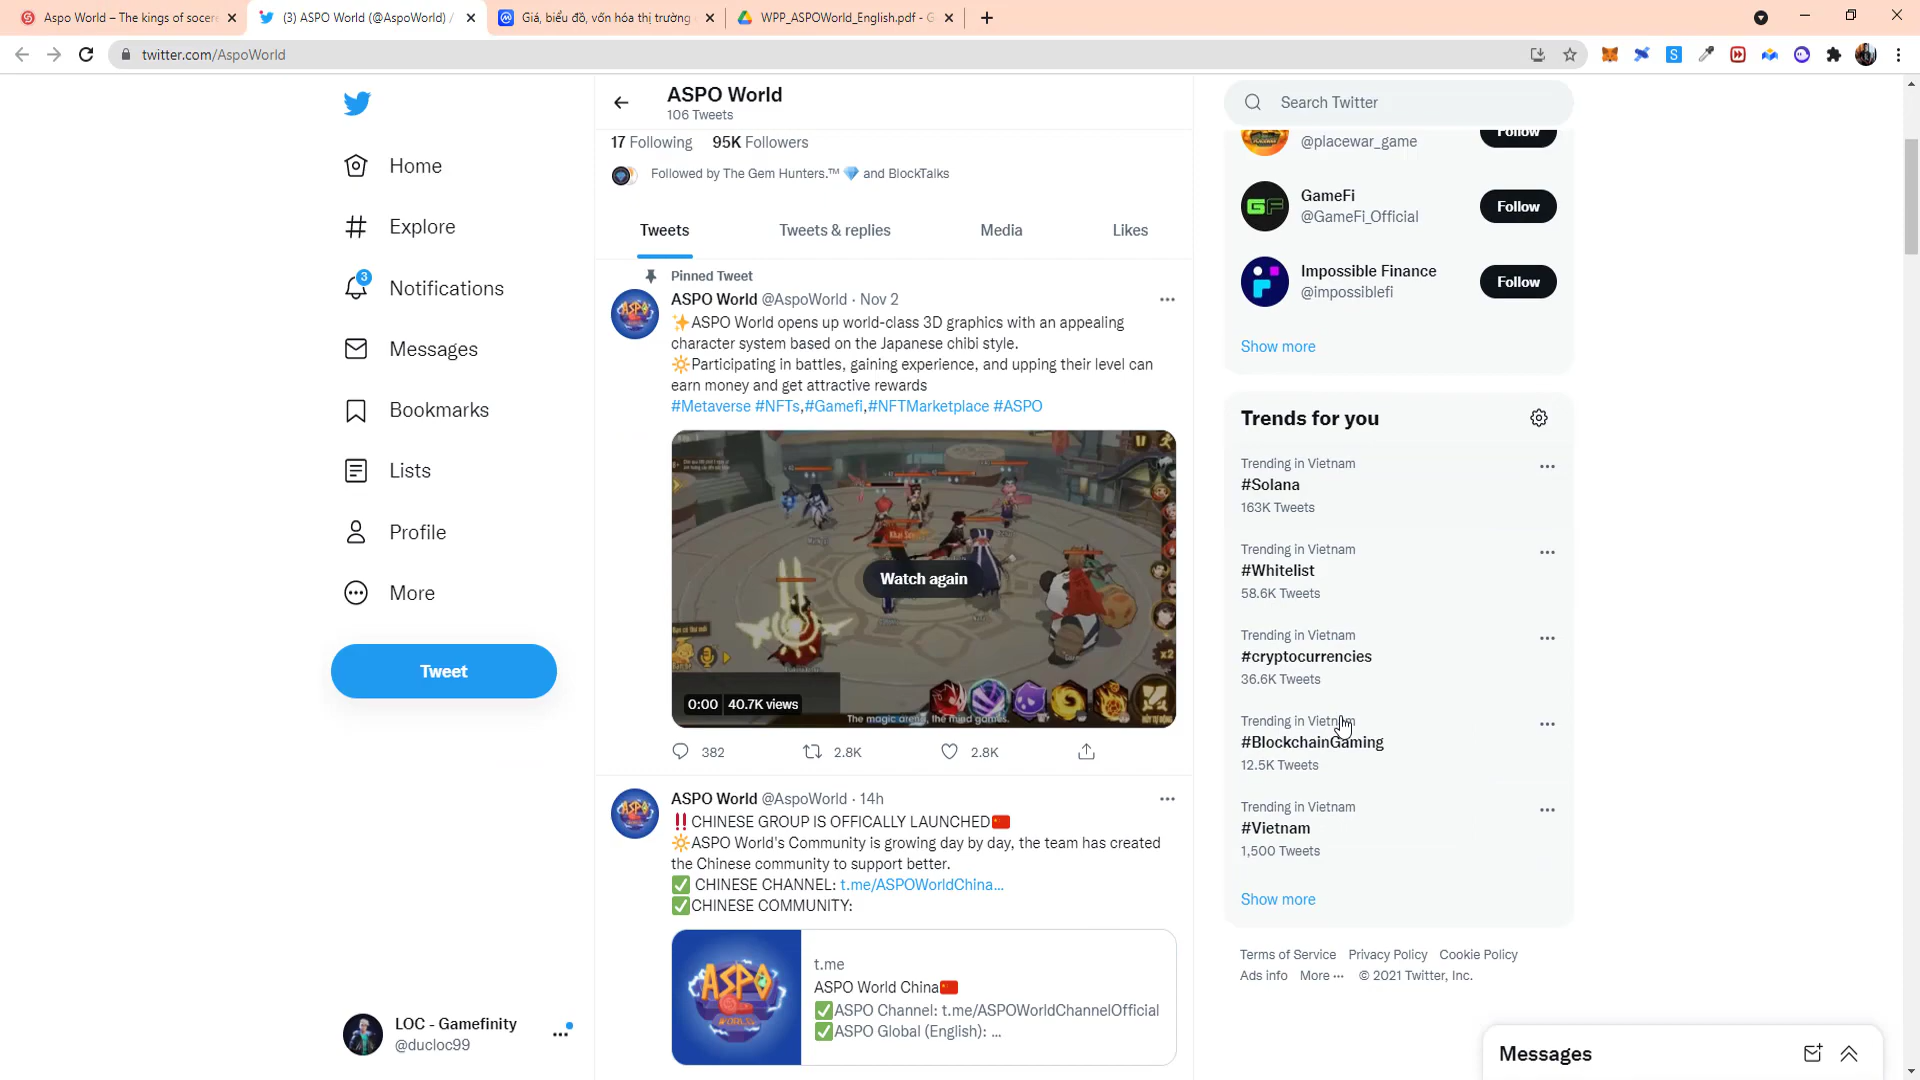 Aspo World – The kings of socere
(3) ASPO World (@AspoWorld) /
Giá, biểu đồ, vốn hóa thị trường
WPP_ASPOWorld_English.pdf - G
twitter.com/AspoWorld
Home
Explore
3
Notifications
Messages
Bookmarks
Lists
Profile
More
Tweet
LOC - Gamefinity
@ducloc99
ASPO World
106 Tweets
17 Following 95K Followers
Followed by The Gem Hunters.™ 💎 and BlockTalks
Tweets
Tweets & replies
Media
Likes
Pinned Tweet
ASPO World @AspoWorld · Nov 2
✨ASPO World opens up world-class 3D graphics with an appealing
character system based on the Japanese chibi style.
🔆Participating in battles, gaining experience, and upping their level can
earn money and get attractive rewards
#Metaverse #NFTs,#Gamefi,#NFTMarketplace #ASPO
Watch again
x2
0:00 40.7K views
The magic arena, the mind games.
382
2.8K
2.8K
ASPO World @AspoWorld · 14h
‼️CHINESE GROUP IS OFFICALLY LAUNCHED🇨🇳
🔆ASPO World's Community is growing day by day, the team has created
the Chinese community to support better.
✅ CHINESE CHANNEL: t.me/ASPOWorldChina...
✅CHINESE COMMUNITY:
ASPO
t.me
ASPO World China🇨🇳
✅ASPO Channel: t.me/ASPOWorldChannelOfficial
✅ASPO Global (English): ...
Search Twitter
Follow
@placewar_game
GF
GameFi
@GameFi_Official
Follow
Impossible Finance
@impossiblefi
Follow
Show more
Trends for you
Trending in Vietnam
#Solana
163K Tweets
Trending in Vietnam
#Whitelist
58.6K Tweets
Trending in Vietnam
#cryptocurrencies
36.6K Tweets
Trending in Vietnam
#BlockchainGaming
12.5K Tweets
Trending in Vietnam
#Vietnam
1,500 Tweets
Show more
Terms of Service Privacy Policy Cookie Policy
Ads info More ··· © 2021 Twitter, Inc.
Messages